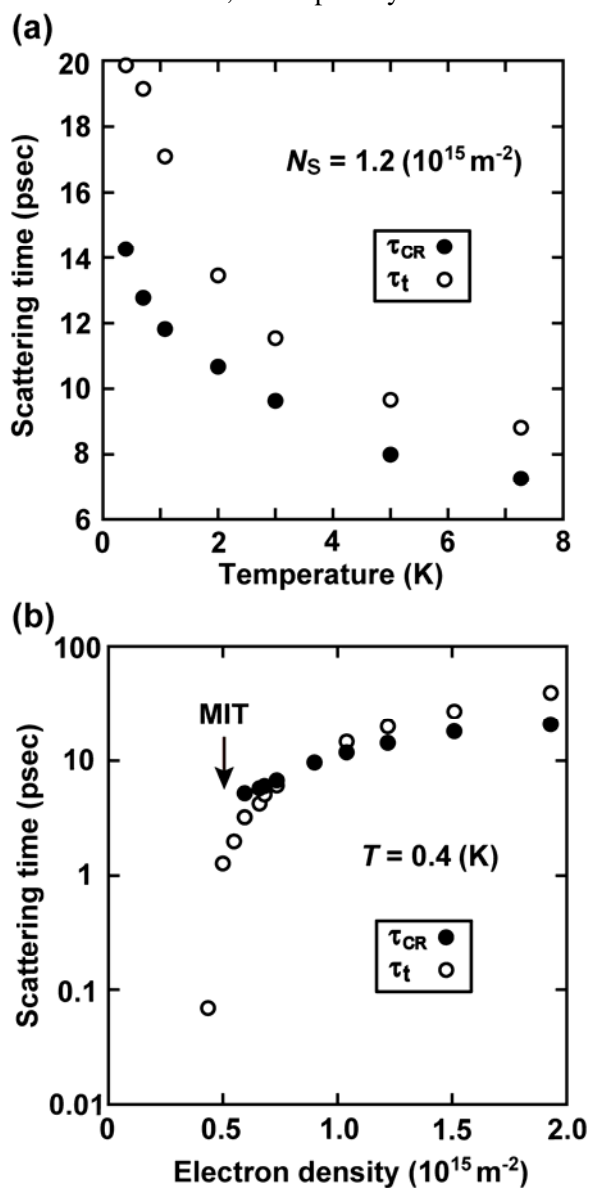 (a)
20
18
16
14
12
10
8
6
Scattering time (psec)
N_S = 1.2 (10^15 m^-2)
τ_CR ●
τ_t ○
0 2 4 6 8
Temperature (K)
(b)
100
10
1
0.1
0.01
Scattering time (psec)
MIT
T = 0.4 (K)
τ_CR ●
τ_t ○
0 0.5 1.0 1.5 2.0
Electron density (10^15 m^-2)